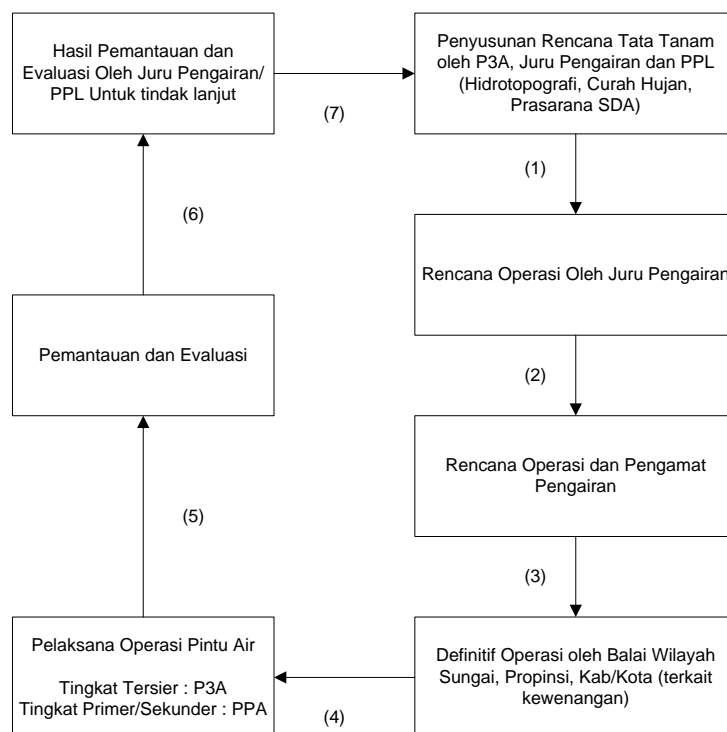 Hasil Pemantauan dan
Evaluasi Oleh Juru Pengairan/
PPL Untuk tindak lanjut
(7)
Penyusunan Rencana Tata Tanam
oleh P3A, Juru Pengairan dan PPL
(Hidrotopografi, Curah Hujan,
Prasarana SDA)
(1)
Rencana Operasi Oleh Juru Pengairan
(2)
Rencana Operasi dan Pengamat
Pengairan
(3)
Definitif Operasi oleh Balai Wilayah
Sungai, Propinsi, Kab/Kota (terkait
kewenangan)
(4)
Pelaksana Operasi Pintu Air
Tingkat Tersier : P3A
Tingkat Primer/Sekunder : PPA
(5)
Pemantauan dan Evaluasi
(6)